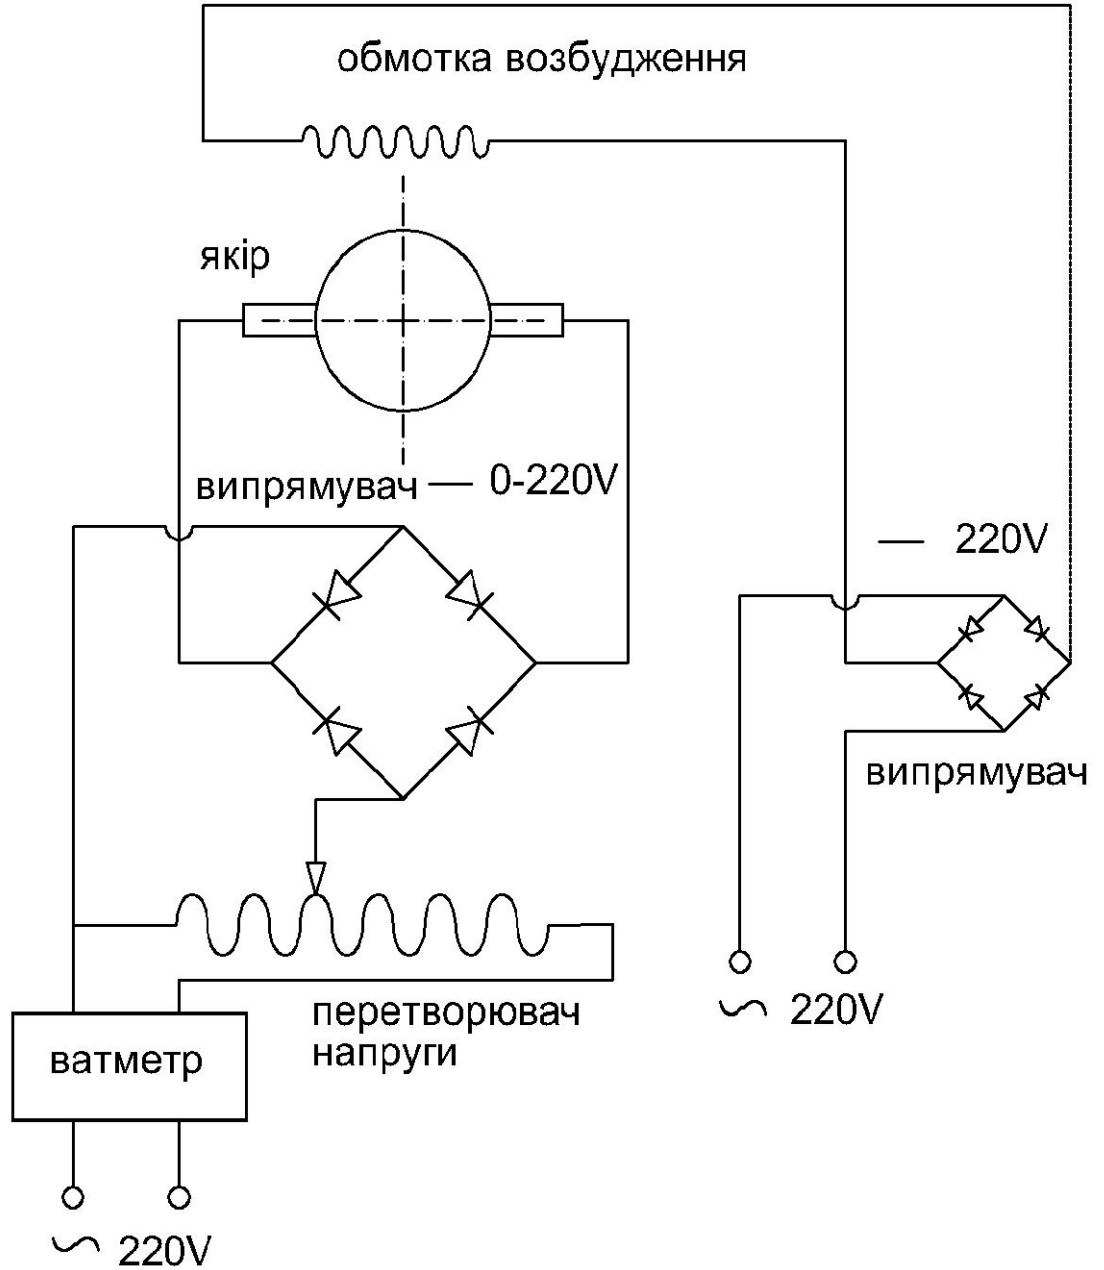 обмотка возбудження
якір
випрямувач — 0-220V
— 220V
випрямувач
~ 220V
перетворювач
напруги
ватметр
~ 220V